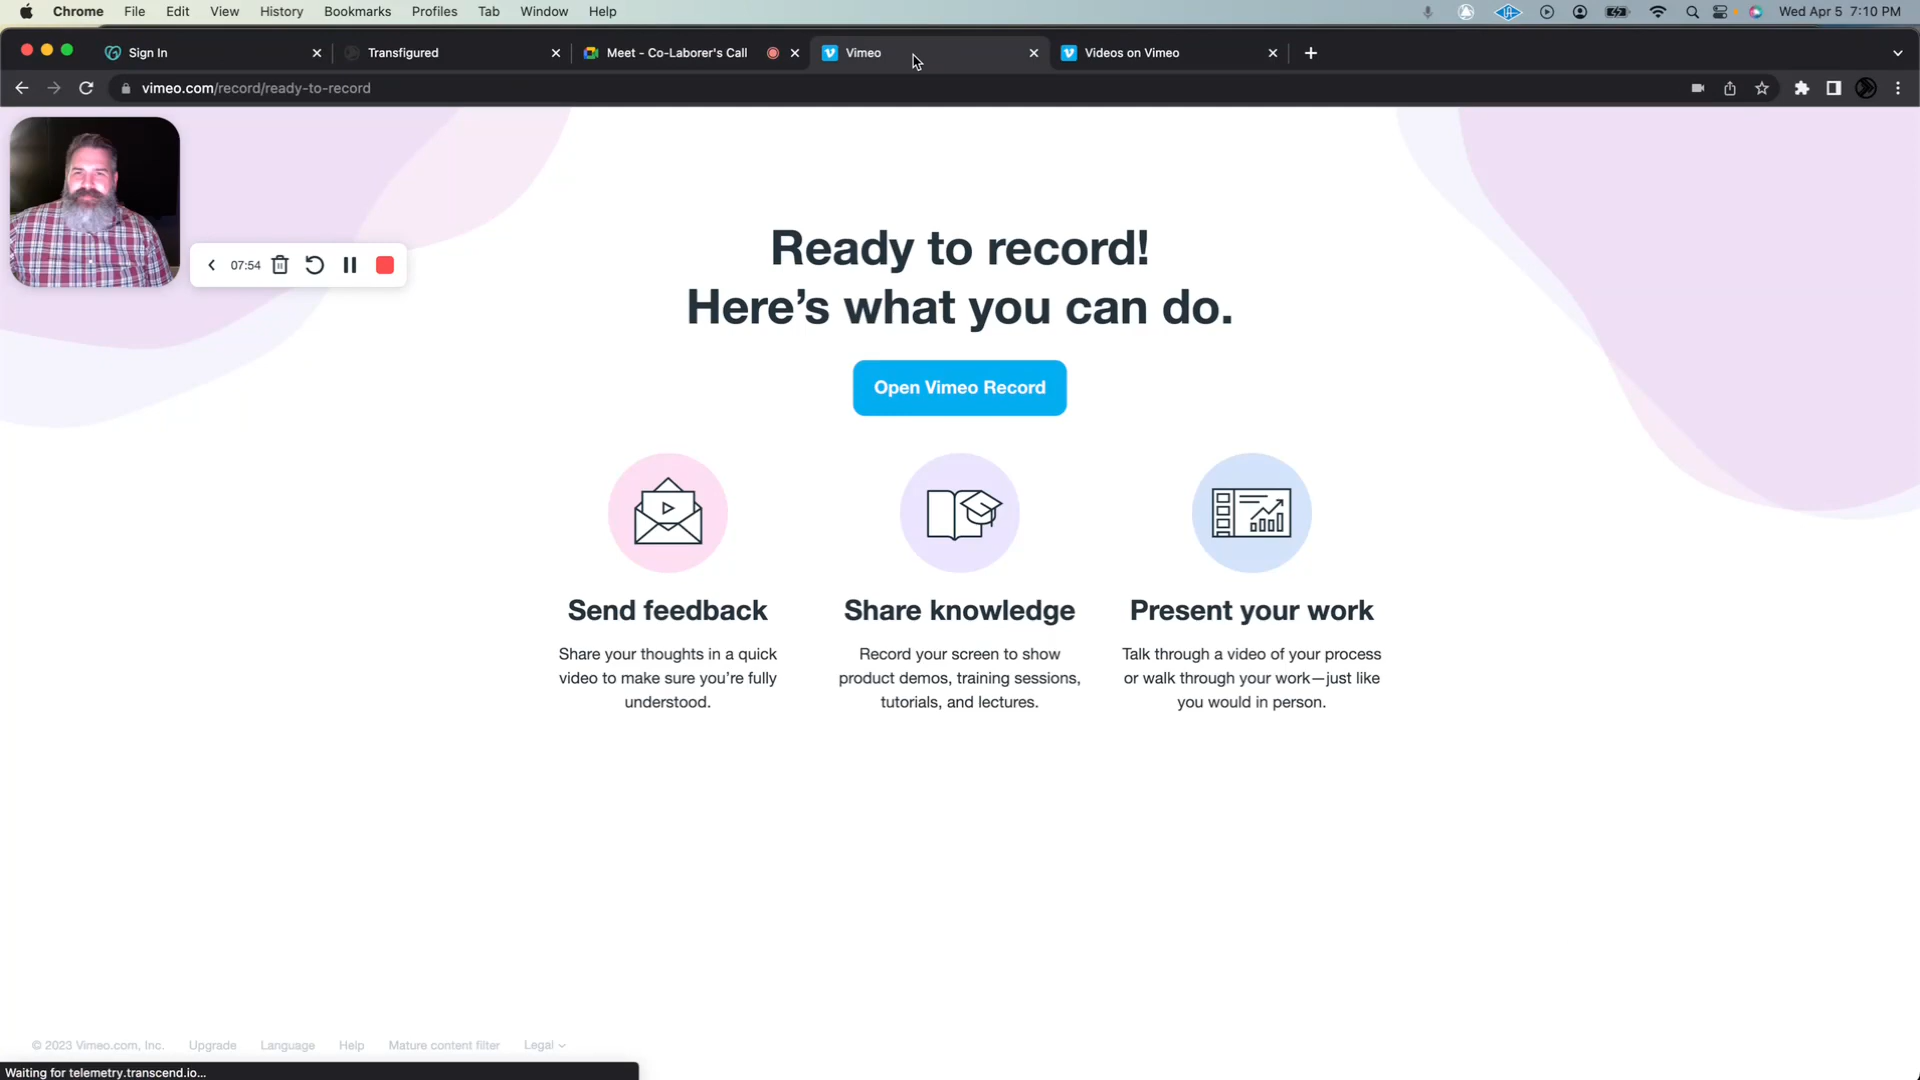 Chrome File Edit View History Bookmarks Profiles Tab Window Help Wed Apr 5 7:10 PM
Sign In Transfigured Meet - Co-Laborer's Call Vimeo Videos on Vimeo
vimeo.com/record/ready-to-record
07:54
Ready to record!
Here’s what you can do.
Open Vimeo Record
Send feedback
Share your thoughts in a quick
video to make sure you’re fully
understood.
Share knowledge
Record your screen to show
product demos, training sessions,
tutorials, and lectures.
Present your work
Talk through a video of your process
or walk through your work—just like
you would in person.
© 2023 Vimeo.com, Inc. Upgrade Language Help Mature content filter Legal
Waiting for telemetry.transcend.io...